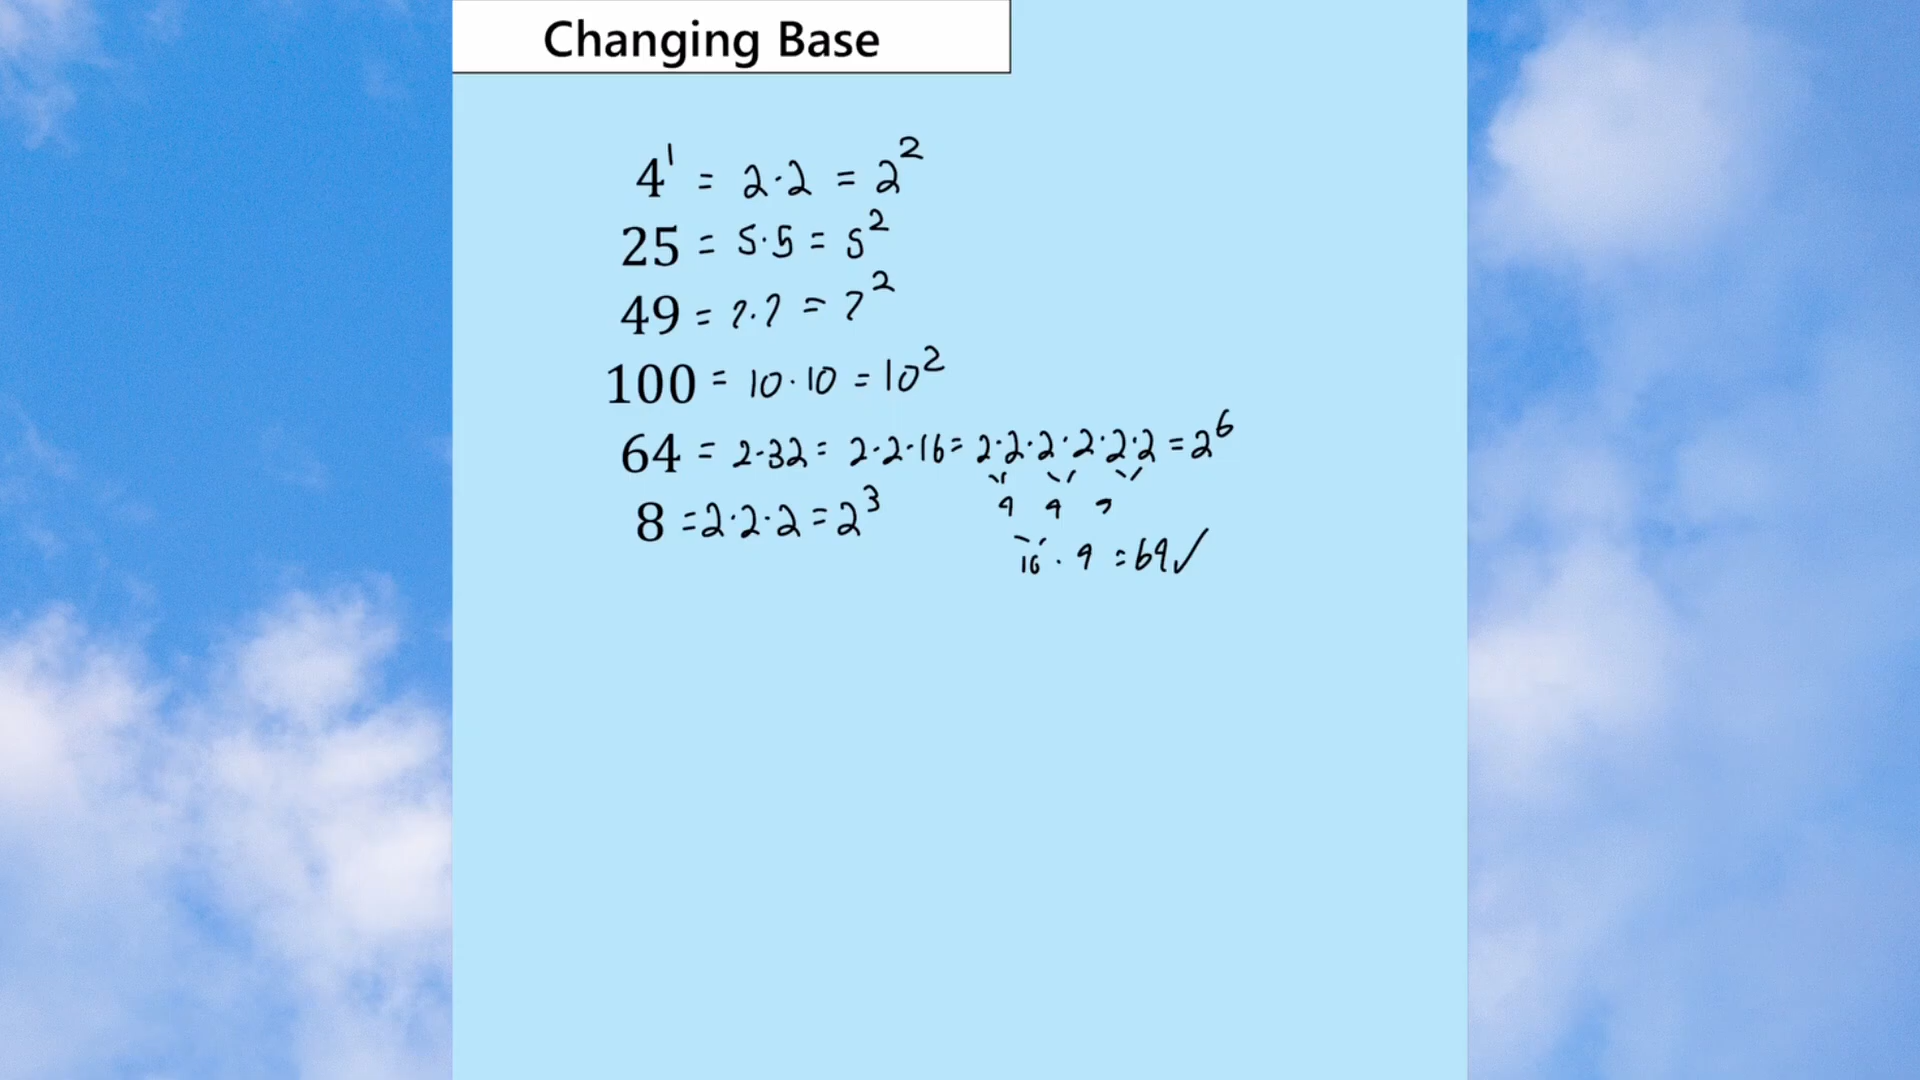 Changing Base
4¹ = 2·2 = 2²
25 = 5·5 = 5²
49 = 7·7 = 7²
100 = 10·10 = 10²
64 = 2·32 = 2·2·16 = 2·2·2·2·2·2 = 2⁶
4 4
8 = 2·2·2 = 2³
16 · 4 = 64 ✓